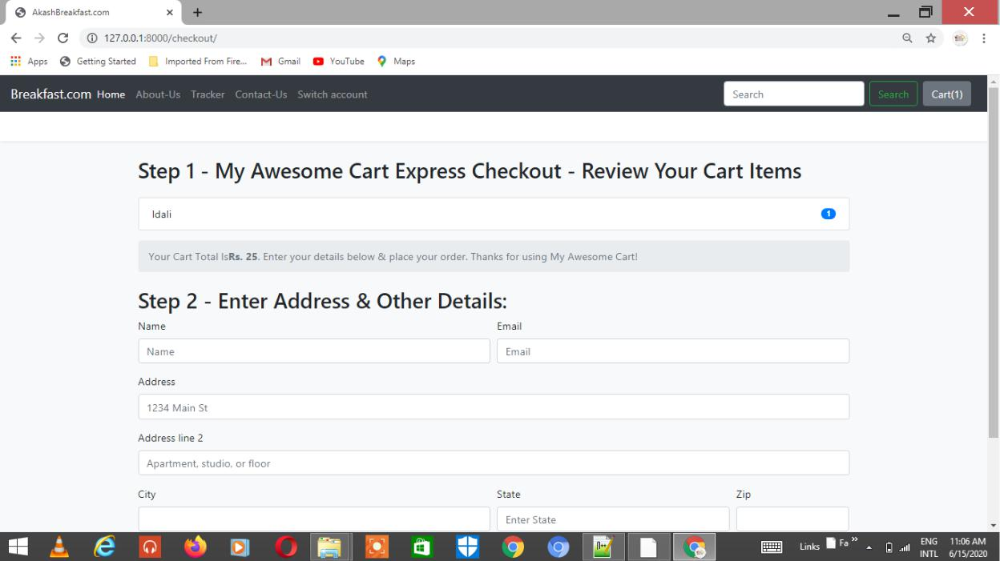 AkashBreakfast.com
127.0.0.1:8000/checkout/
Apps Getting Started Imported From Fire... Gmail YouTube Maps
Breakfast.com Home About-Us Tracker Contact-Us Switch account Search Search Cart(1)
Step 1 - My Awesome Cart Express Checkout - Review Your Cart Items
Idali 1
Your Cart Total IsRs. 25. Enter your details below & place your order. Thanks for using My Awesome Cart!
Step 2 - Enter Address & Other Details:
Name Email
Name Email
Address
1234 Main St
Address line 2
Apartment, studio, or floor
City State Zip
Enter State
Links Fa » ENG 11:06 AM
INTL 6/15/2020